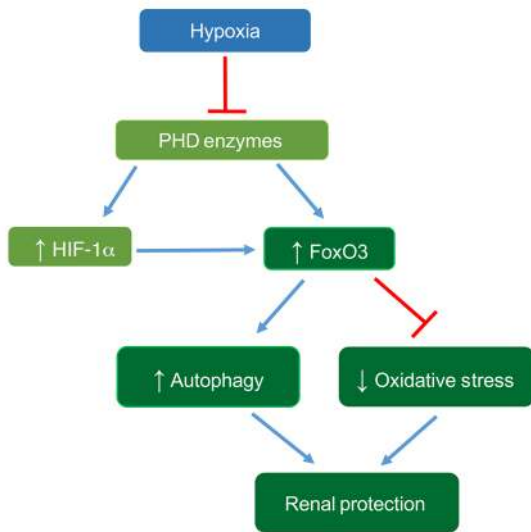 Hypoxia
PHD enzymes
↑ HIF-1α
↑ FoxO3
↑ Autophagy
↓ Oxidative stress
Renal protection